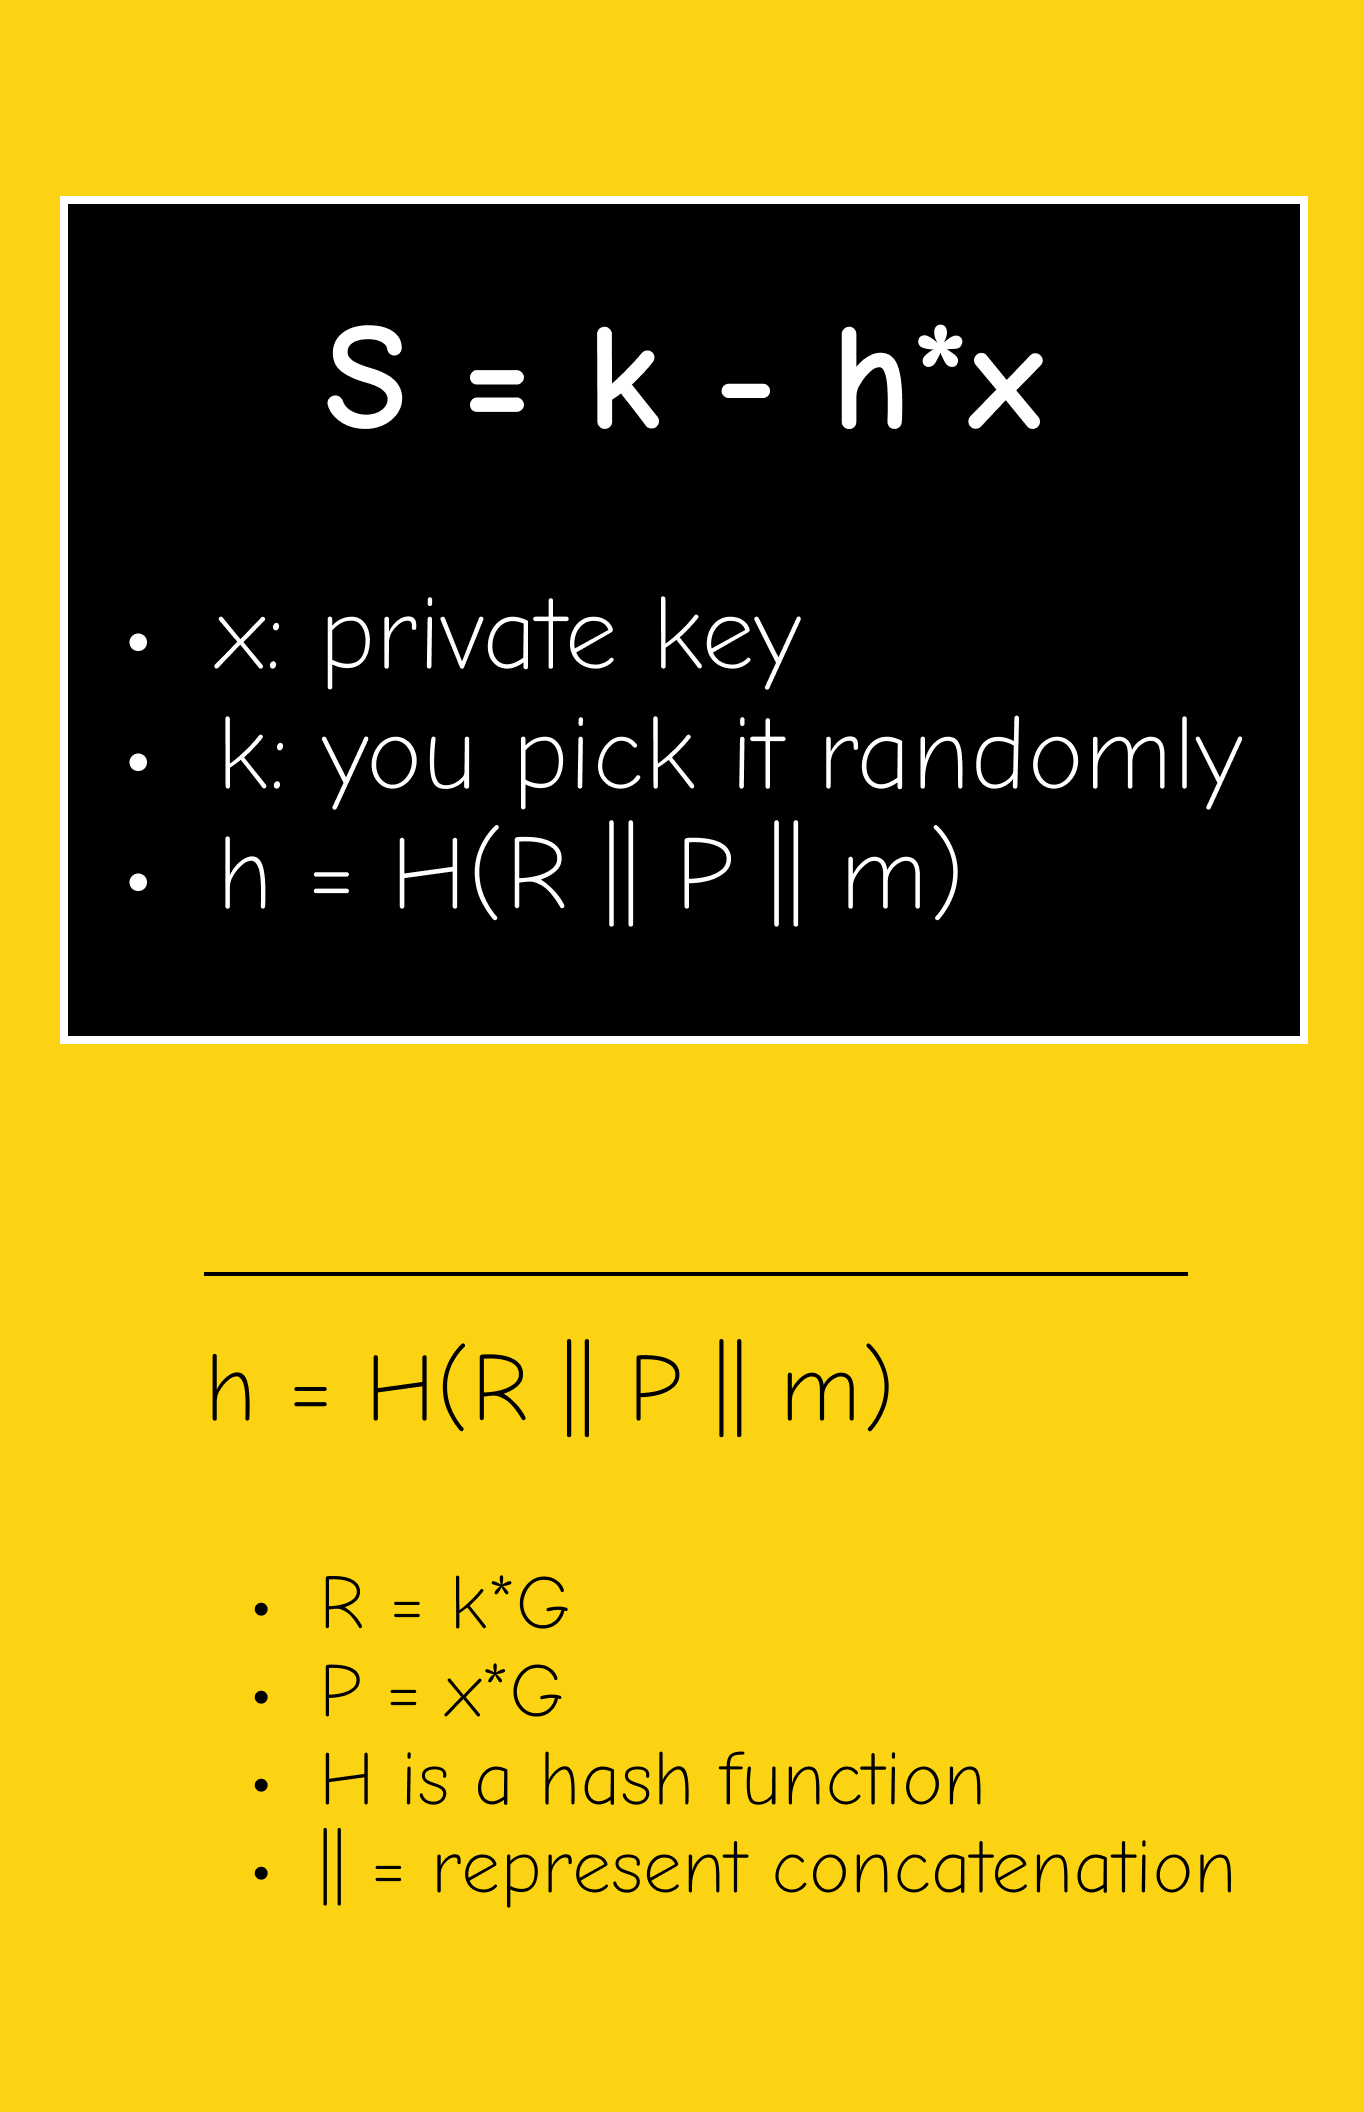 S = k - h*x
• x: private key
• k: you pick it randomly
• h = H(R || P || m)
h = H(R || P || m)
• R = k*G
• P = x*G
• H is a hash function
• || = represent concatenation